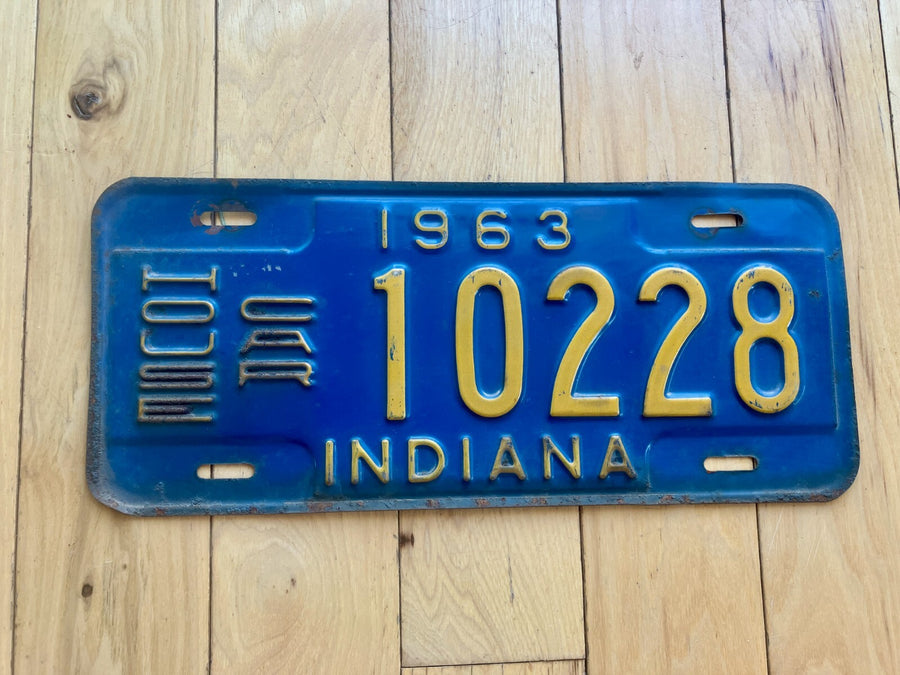 1963
HOUSE
CAR
10228
INDIANA